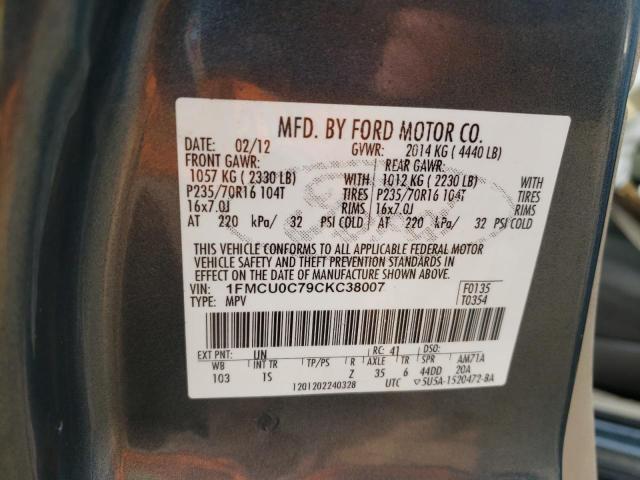 MFD. BY FORD MOTOR CO.
DATE: 02/12 GVWR: 2014 KG ( 4440 LB)
FRONT GAWR: REAR GAWR:
1057 KG ( 2330 LB) WITH 1012 KG ( 2230 LB) WITH
P235/70R16 104T TIRES P235/70R16 104T TIRES
16x7.0J RIMS 16x7.0J RIMS
AT 220 kPa/ 32 PSI COLD AT 220 kPa/ 32 PSI COLD
THIS VEHICLE CONFORMS TO ALL APPLICABLE FEDERAL MOTOR
VEHICLE SAFETY AND THEFT PREVENTION STANDARDS IN
EFFECT ON THE DATE OF MANUFACTURE SHOWN ABOVE.
VIN: 1FMCU0C79CKC38007 F0135
TYPE: MPV T0354
EXT PNT: UN RC: 41 DSO:
WB INT TR TP/PS R AXLE TR SPR AM71A
103 1S Z 35 6 44DD 20A
1201202240328 UTC ▽5U5A-1520472-BA